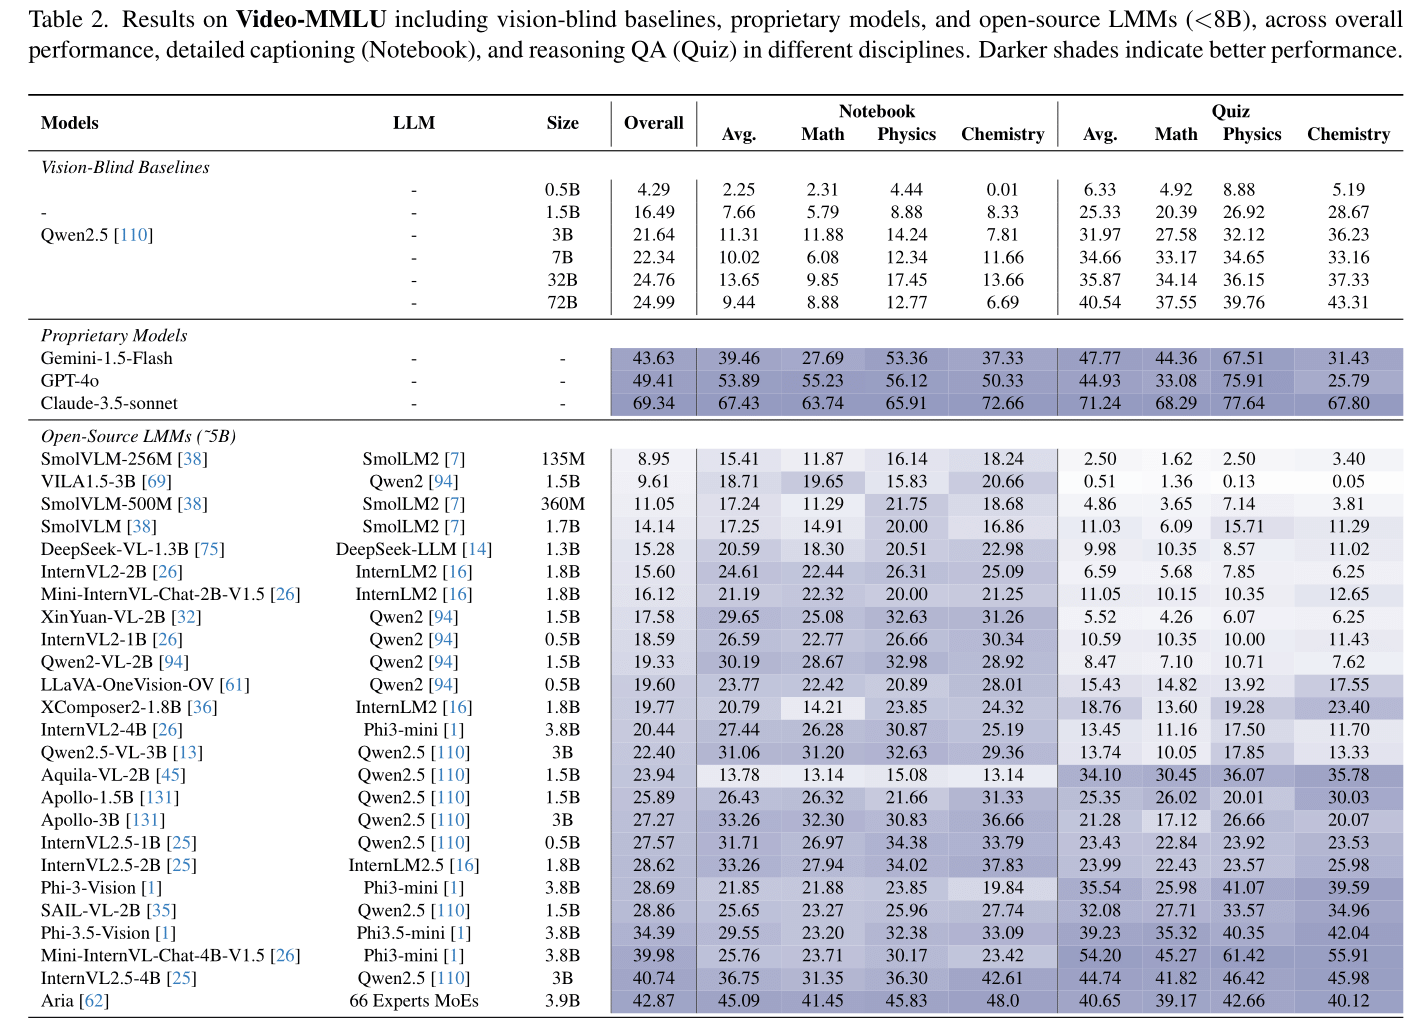 Table 2. Results on Video-MMLU including vision-blind baselines, proprietary models, and open-source LMMs (<8B), across overall
performance, detailed captioning (Notebook), and reasoning QA (Quiz) in different disciplines. Darker shades indicate better performance.
Models LLM Size Overall Notebook Quiz
Avg. Math Physics Chemistry Avg. Math Physics Chemistry
Vision-Blind Baselines
- 0.5B 4.29 2.25 2.31 4.44 0.01 6.33 4.92 8.88 5.19
- - 1.5B 16.49 7.66 5.79 8.88 8.33 25.33 20.39 26.92 28.67
Qwen2.5 [110] - 3B 21.64 11.31 11.88 14.24 7.81 31.97 27.58 32.12 36.23
- 7B 22.34 10.02 6.08 12.34 11.66 34.66 33.17 34.65 33.16
- 32B 24.76 13.65 9.85 17.45 13.66 35.87 34.14 36.15 37.33
- 72B 24.99 9.44 8.88 12.77 6.69 40.54 37.55 39.76 43.31
Proprietary Models
Gemini-1.5-Flash - - 43.63 39.46 27.69 53.36 37.33 47.77 44.36 67.51 31.43
GPT-4o - - 49.41 53.89 55.23 56.12 50.33 44.93 33.08 75.91 25.79
Claude-3.5-sonnet - - 69.34 67.43 63.74 65.91 72.66 71.24 68.29 77.64 67.80
Open-Source LMMs (˜5B)
SmolVLM-256M [38] SmolLM2 [7] 135M 8.95 15.41 11.87 16.14 18.24 2.50 1.62 2.50 3.40
VILA1.5-3B [69] Qwen2 [94] 1.5B 9.61 18.71 19.65 15.83 20.66 0.51 1.36 0.13 0.05
SmolVLM-500M [38] SmolLM2 [7] 360M 11.05 17.24 11.29 21.75 18.68 4.86 3.65 7.14 3.81
SmolVLM [38] SmolLM2 [7] 1.7B 14.14 17.25 14.91 20.00 16.86 11.03 6.09 15.71 11.29
DeepSeek-VL-1.3B [75] DeepSeek-LLM [14] 1.3B 15.28 20.59 18.30 20.51 22.98 9.98 10.35 8.57 11.02
InternVL2-2B [26] InternLM2 [16] 1.8B 15.60 24.61 22.44 26.31 25.09 6.59 5.68 7.85 6.25
Mini-InternVL-Chat-2B-V1.5 [26] InternLM2 [16] 1.8B 16.12 21.19 22.32 20.00 21.25 11.05 10.15 10.35 12.65
XinYuan-VL-2B [32] Qwen2 [94] 1.5B 17.58 29.65 25.08 32.63 31.26 5.52 4.26 6.07 6.25
InternVL2-1B [26] Qwen2 [94] 0.5B 18.59 26.59 22.77 26.66 30.34 10.59 10.35 10.00 11.43
Qwen2-VL-2B [94] Qwen2 [94] 1.5B 19.33 30.19 28.67 32.98 28.92 8.47 7.10 10.71 7.62
LLaVA-OneVision-OV [61] Qwen2 [94] 0.5B 19.60 23.77 22.42 20.89 28.01 15.43 14.82 13.92 17.55
XComposer2-1.8B [36] InternLM2 [16] 1.8B 19.77 20.79 14.21 23.85 24.32 18.76 13.60 19.28 23.40
InternVL2-4B [26] Phi3-mini [1] 3.8B 20.44 27.44 26.28 30.87 25.19 13.45 11.16 17.50 11.70
Qwen2.5-VL-3B [13] Qwen2.5 [110] 3B 22.40 31.06 31.20 32.63 29.36 13.74 10.05 17.85 13.33
Aquila-VL-2B [45] Qwen2.5 [110] 1.5B 23.94 13.78 13.14 15.08 13.14 34.10 30.45 36.07 35.78
Apollo-1.5B [131] Qwen2.5 [110] 1.5B 25.89 26.43 26.32 21.66 31.33 25.35 26.02 20.01 30.03
Apollo-3B [131] Qwen2.5 [110] 3B 27.27 33.26 32.30 30.83 36.66 21.28 17.12 26.66 20.07
InternVL2.5-1B [25] Qwen2.5 [110] 0.5B 27.57 31.71 26.97 34.38 33.79 23.43 22.84 23.92 23.53
InternVL2.5-2B [25] InternLM2.5 [16] 1.8B 28.62 33.26 27.94 34.02 37.83 23.99 22.43 23.57 25.98
Phi-3-Vision [1] Phi3-mini [1] 3.8B 28.69 21.85 21.88 23.85 19.84 35.54 25.98 41.07 39.59
SAIL-VL-2B [35] Qwen2.5 [110] 1.5B 28.86 25.65 23.27 25.96 27.74 32.08 27.71 33.57 34.96
Phi-3.5-Vision [1] Phi3.5-mini [1] 3.8B 34.39 29.55 23.20 32.38 33.09 39.23 35.32 40.35 42.04
Mini-InternVL-Chat-4B-V1.5 [26] Phi3-mini [1] 3.8B 39.98 25.76 23.71 30.17 23.42 54.20 45.27 61.42 55.91
InternVL2.5-4B [25] Qwen2.5 [110] 3B 40.74 36.75 31.35 36.30 42.61 44.74 41.82 46.42 45.98
Aria [62] 66 Experts MoEs 3.9B 42.87 45.09 41.45 45.83 48.0 40.65 39.17 42.66 40.12